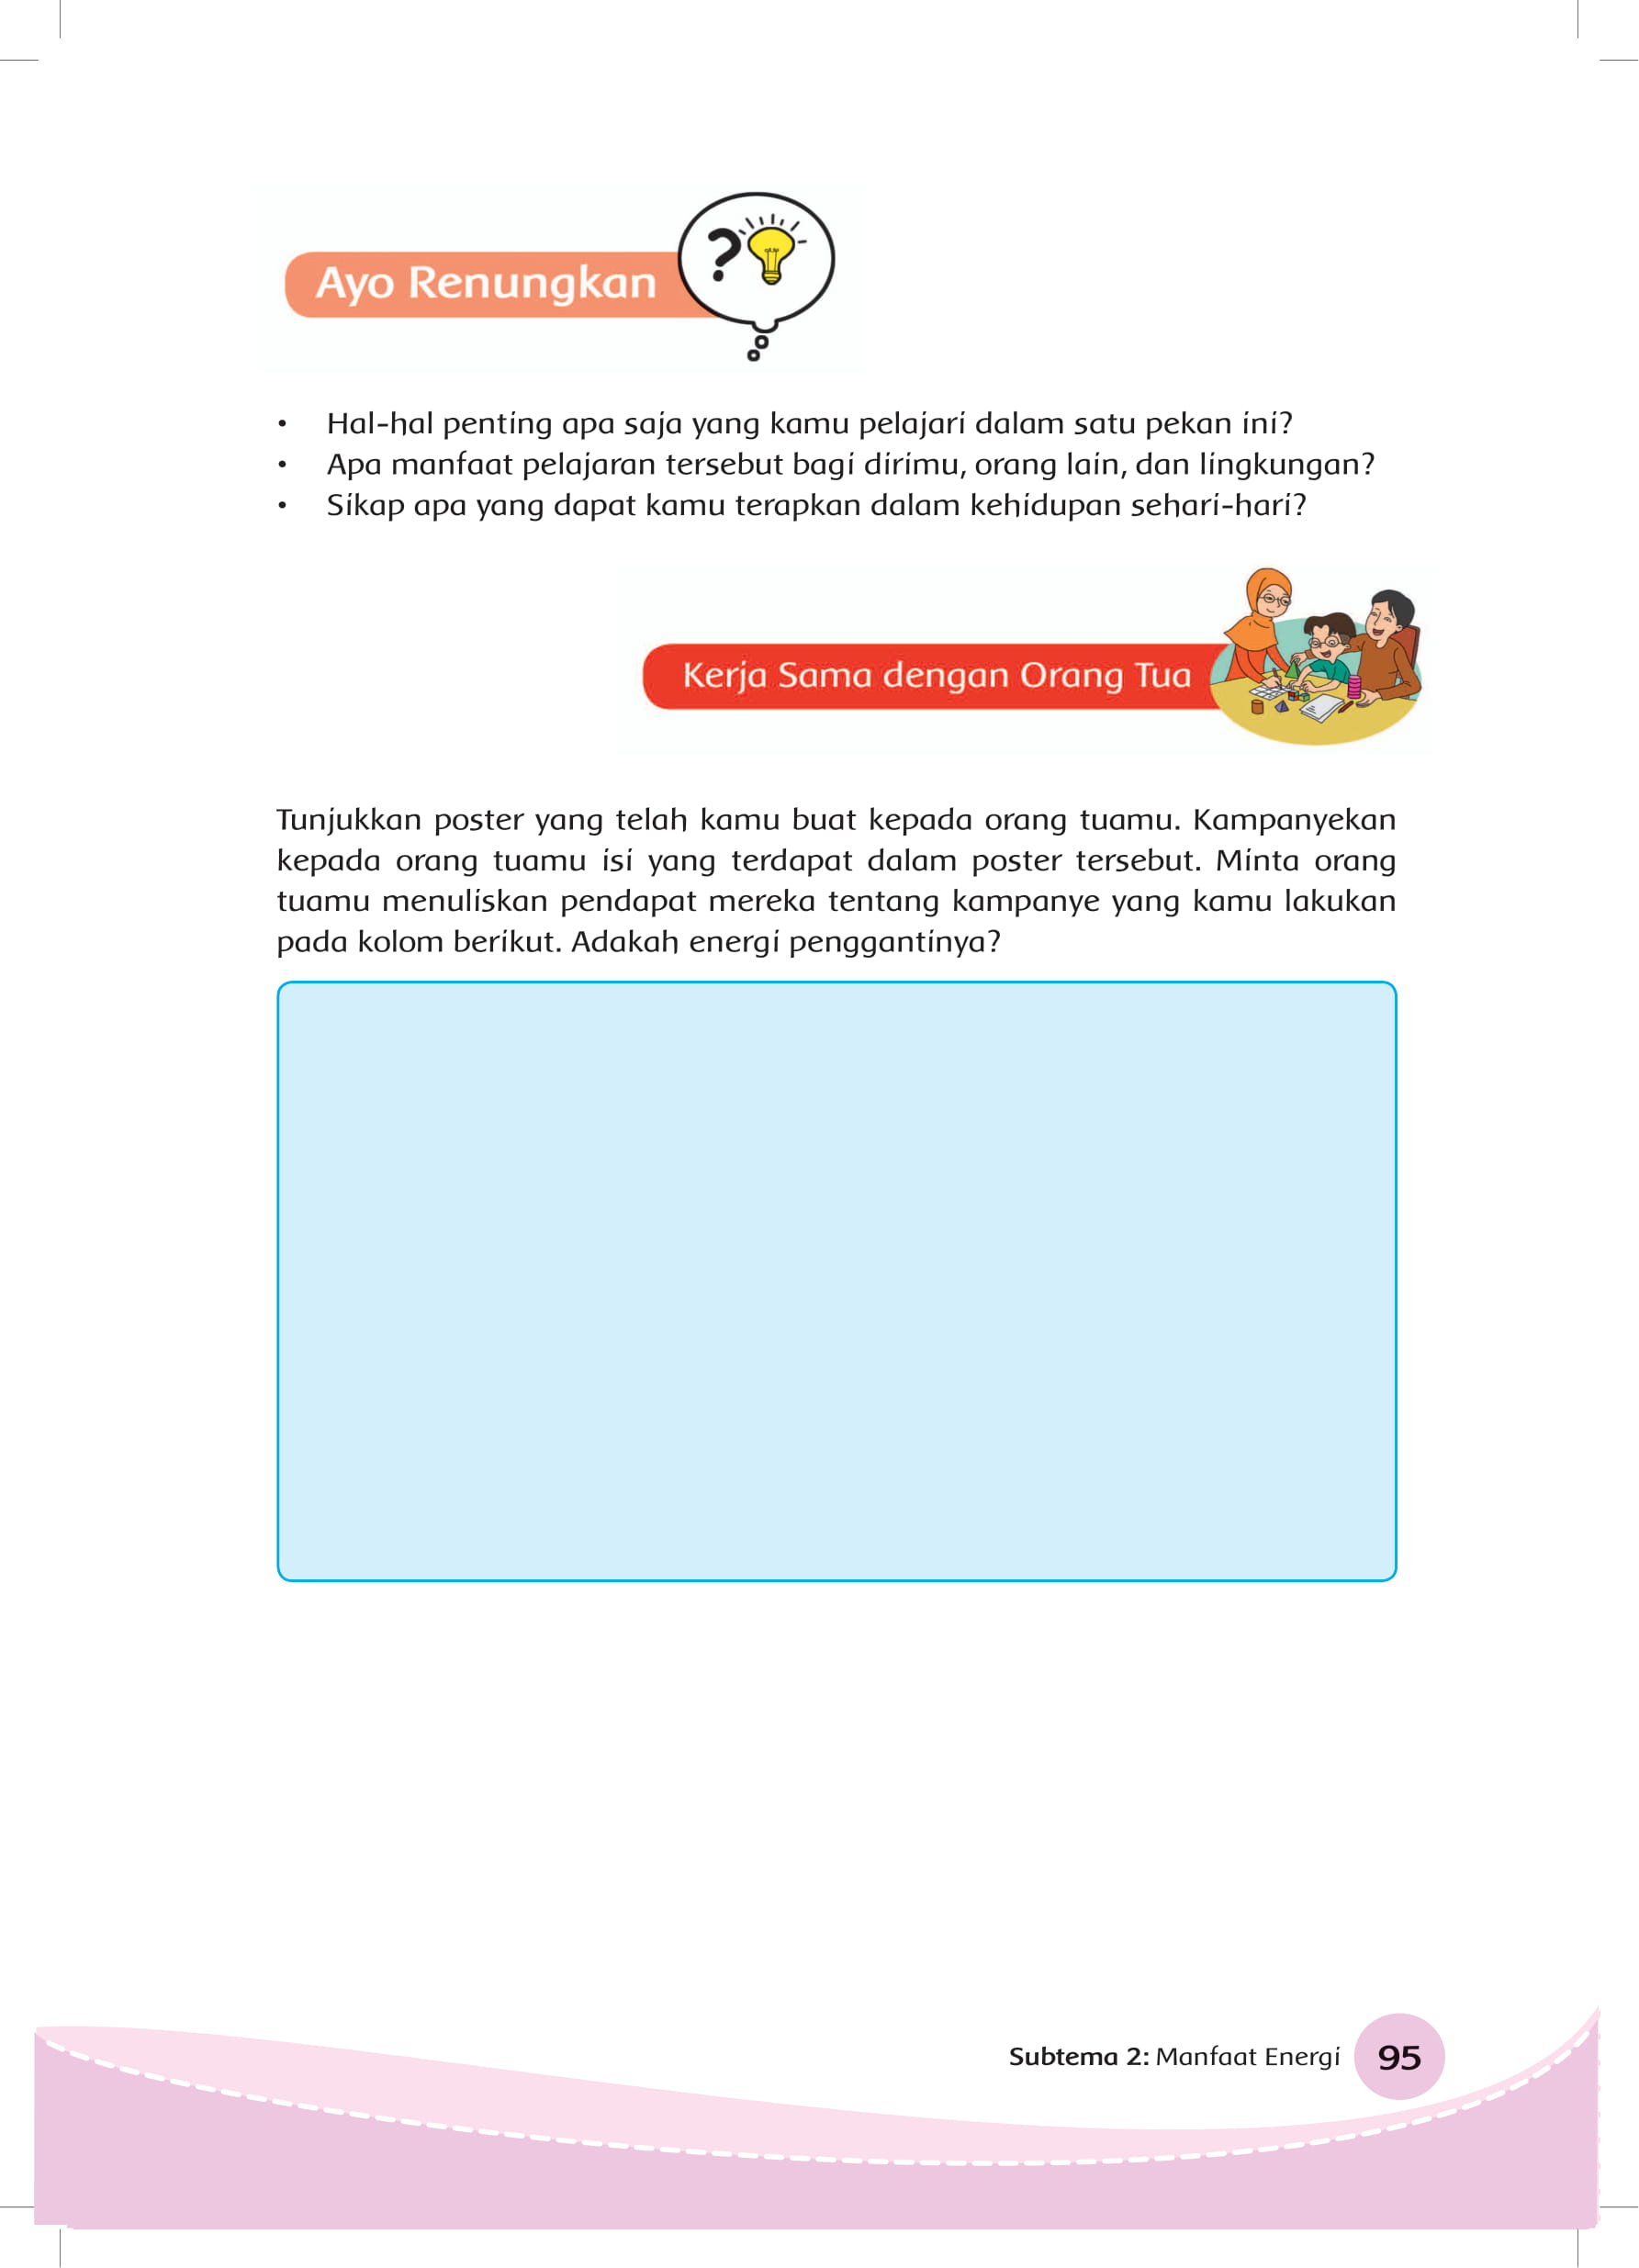 Ayo Renungkan
?
• Hal-hal penting apa saja yang kamu pelajari dalam satu pekan ini?
• Apa manfaat pelajaran tersebut bagi dirimu, orang lain, dan lingkungan?
• Sikap apa yang dapat kamu terapkan dalam kehidupan sehari-hari?
Kerja Sama dengan Orang Tua
Tunjukkan poster yang telah kamu buat kepada orang tuamu. Kampanyekan
kepada orang tuamu isi yang terdapat dalam poster tersebut. Minta orang
tuamu menuliskan pendapat mereka tentang kampanye yang kamu lakukan
pada kolom berikut. Adakah energi penggantinya?
Subtema 2: Manfaat Energi 95